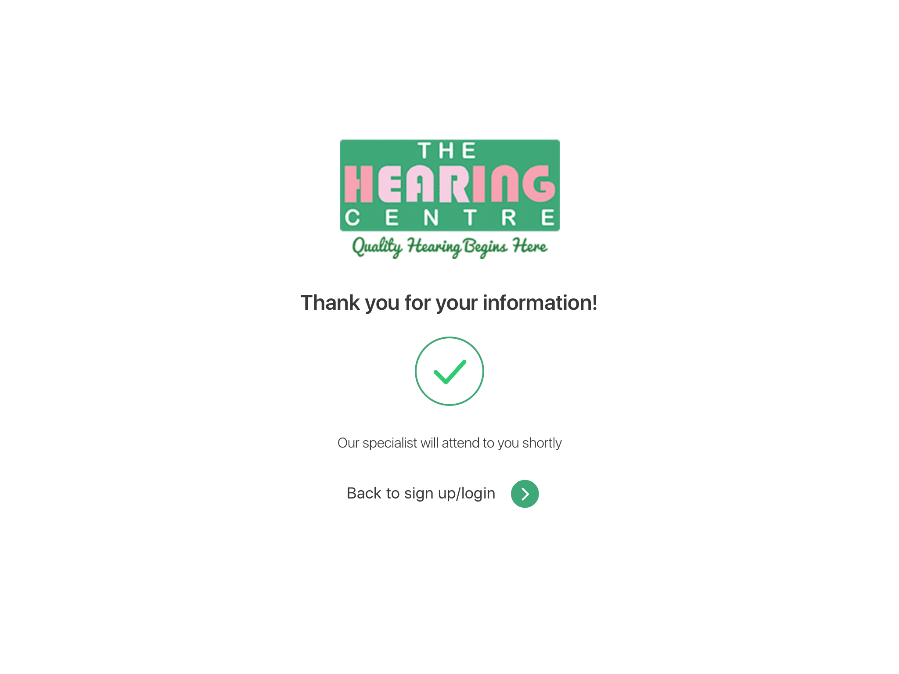 THE
HEARING
CENTRE
Quality Hearing Begins Here
Thank you for your information!
Our specialist will attend to you shortly
Back to sign up/login